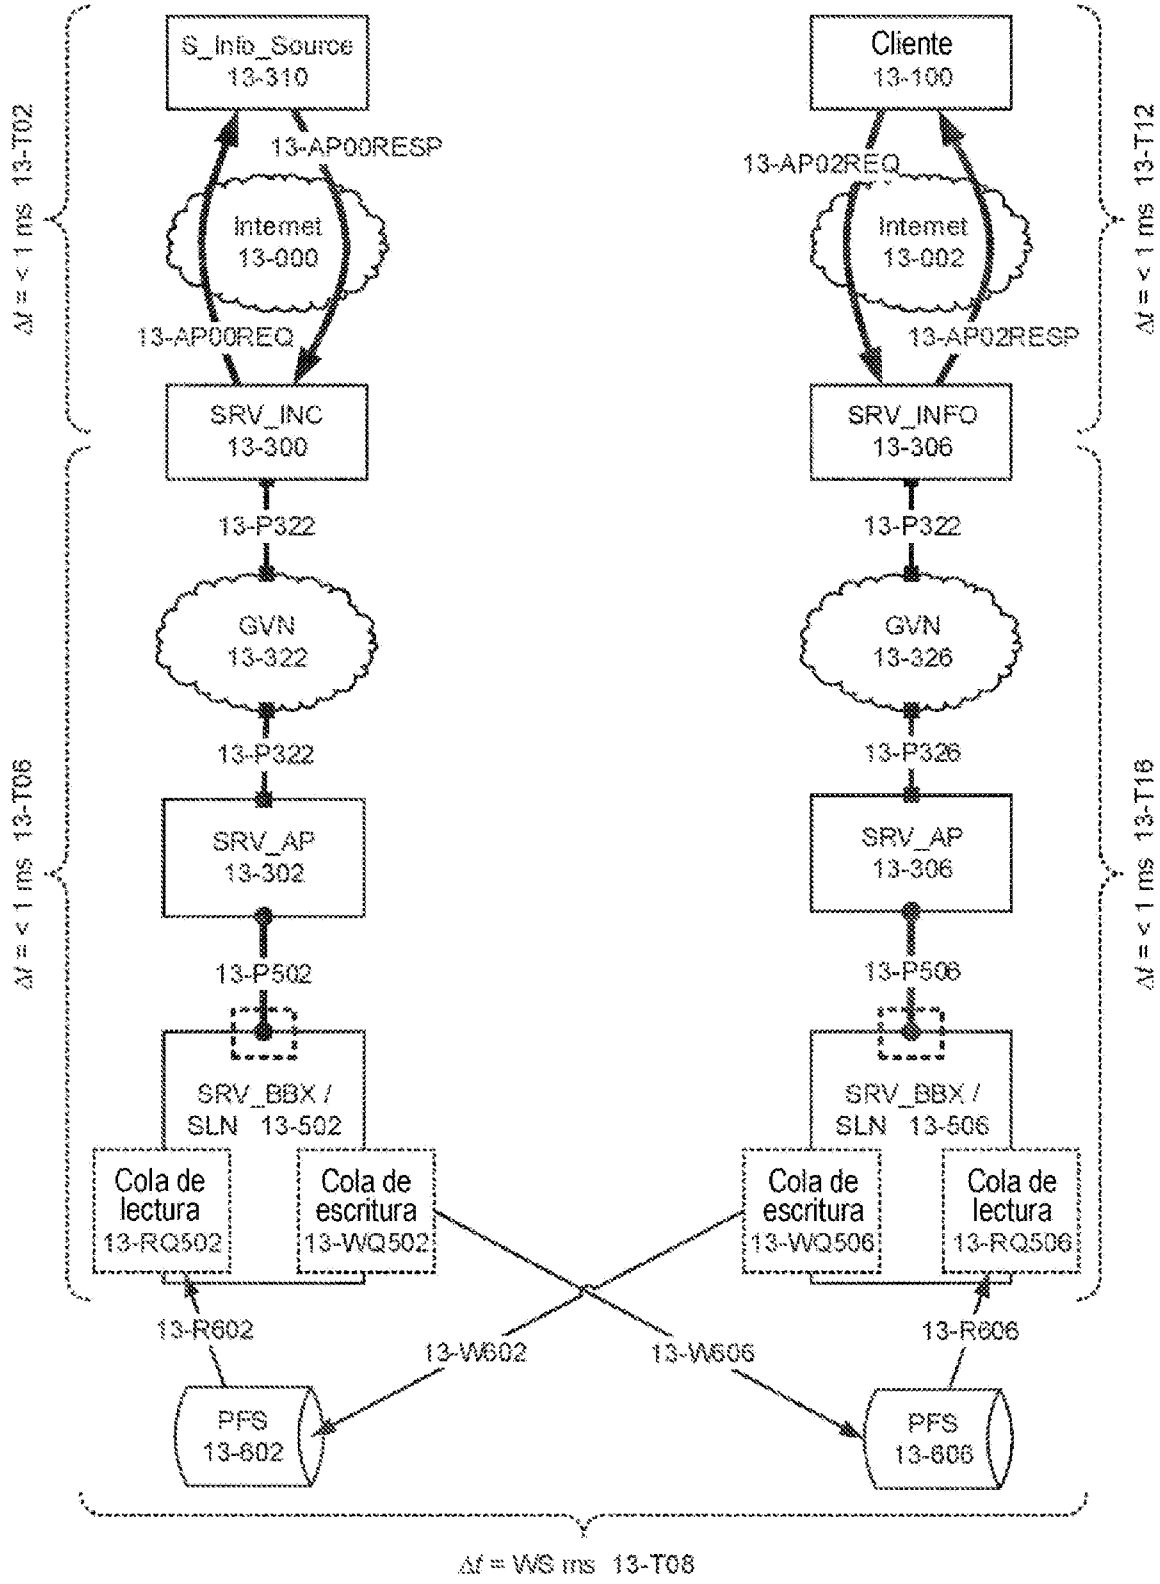 S_Info_Source
13-310
Cliente
13-100
Δt = < 1 ms 13-T02
Δt = < 1 ms 13-T12
13-AP00RESP
13-AP02REQ
Internet
13-000
Internet
13-002
13-AP00REQ
13-AP02RESP
SRV_INC
13-300
SRV_INFO
13-306
13-P322
13-P322
GVN
13-322
GVN
13-326
13-P322
13-P326
Δt = < 1 ms 13-T06
Δt = < 1 ms 13-T16
SRV_AP
13-302
SRV_AP
13-306
13-P502
13-P506
SRV_BBX /
SLN 13-502
SRV_BBX /
SLN 13-506
Cola de
lectura
13-RQ502
Cola de
escritura
13-WQ502
Cola de
escritura
13-WQ506
Cola de
lectura
13-RQ506
13-R602
13-W602
13-W606
13-R606
PFS
13-602
PFS
13-606
Δt = WS ms 13-T08